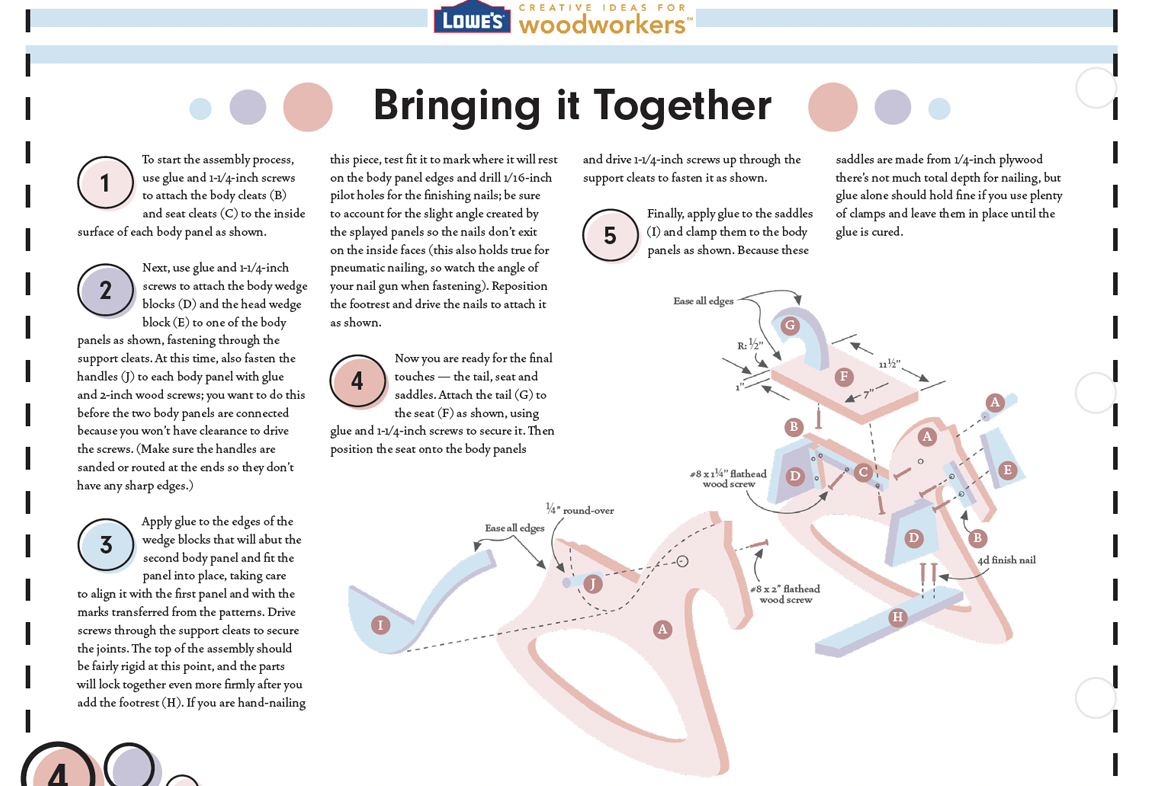 LOWE'S
CREATIVE IDEAS FOR
woodworkers™
Bringing it Together
1
To start the assembly process,
use glue and 1-1/4-inch screws
to attach the body cleats (B)
and seat cleats (C) to the inside
surface of each body panel as shown.
2
Next, use glue and 1-1/4-inch
screws to attach the body wedge
blocks (D) and the head wedge
block (E) to one of the body
panels as shown, fastening through the
support cleats. At this time, also fasten the
handles (J) to each body panel with glue
and 2-inch wood screws; you want to do this
before the two body panels are connected
because you won't have clearance to drive
the screws. (Make sure the handles are
sanded or routed at the ends so they don't
have any sharp edges.)
3
Apply glue to the edges of the
wedge blocks that will abut the
second body panel and fit the
panel into place, taking care
to align it with the first panel and with the
marks transferred from the patterns. Drive
screws through the support cleats to secure
the joints. The top of the assembly should
be fairly rigid at this point, and the parts
will lock together even more firmly after you
add the footrest (H). If you are hand-nailing
this piece, test fit it to mark where it will rest
on the body panel edges and drill 1/16-inch
pilot holes for the finishing nails; be sure
to account for the slight angle created by
the splayed panels so the nails don't exit
on the inside faces (this also holds true for
pneumatic nailing, so watch the angle of
your nail gun when fastening). Reposition
the footrest and drive the nails to attach it
as shown.
4
Now you are ready for the final
touches — the tail, seat and
saddles. Attach the tail (G) to
the seat (F) as shown, using
glue and 1-1/4-inch screws to secure it. Then
position the seat onto the body panels
and drive 1-1/4-inch screws up through the
support cleats to fasten it as shown.
5
Finally, apply glue to the saddles
(I) and clamp them to the body
panels as shown. Because these
saddles are made from 1/4-inch plywood
there's not much total depth for nailing, but
glue alone should hold fine if you use plenty
of clamps and leave them in place until the
glue is cured.
Ease all edges
G
R: ½"
11½"
F
1"
7"
A
B
A
C
D
E
#8 x 1¼" flathead
wood screw
¼" round-over
Ease all edges
D
B
4d finish nail
J
#8 x 2" flathead
wood screw
H
I
A
4